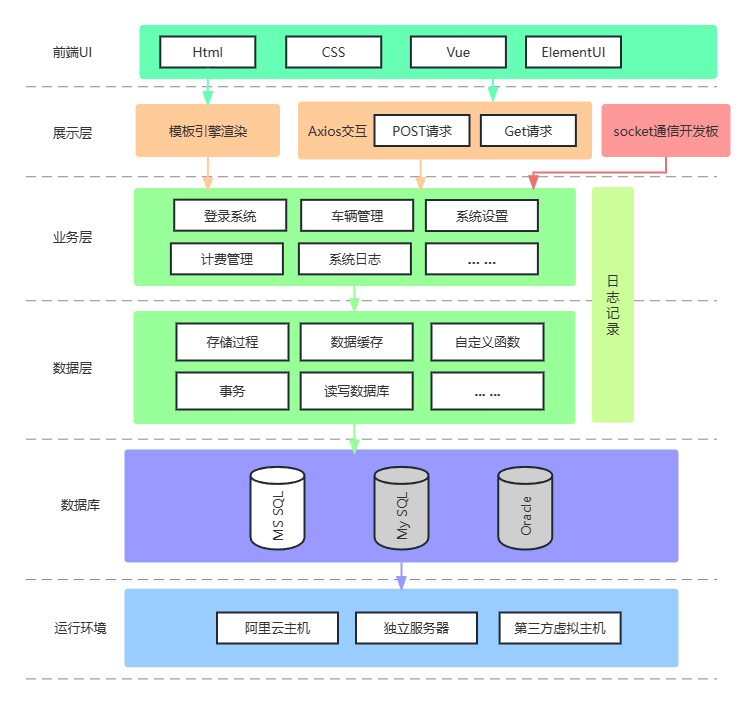 前端UI
Html
CSS
Vue
ElementUI
展示层
模板引擎渲染
Axios交互
POST请求
Get请求
socket通信开发板
业务层
登录系统
车辆管理
系统设置
计费管理
系统日志
... ...
日志记录
数据层
存储过程
数据缓存
自定义函数
事务
读写数据库
... ...
数据库
MS SQL
My SQL
Oracle
运行环境
阿里云主机
独立服务器
第三方虚拟主机